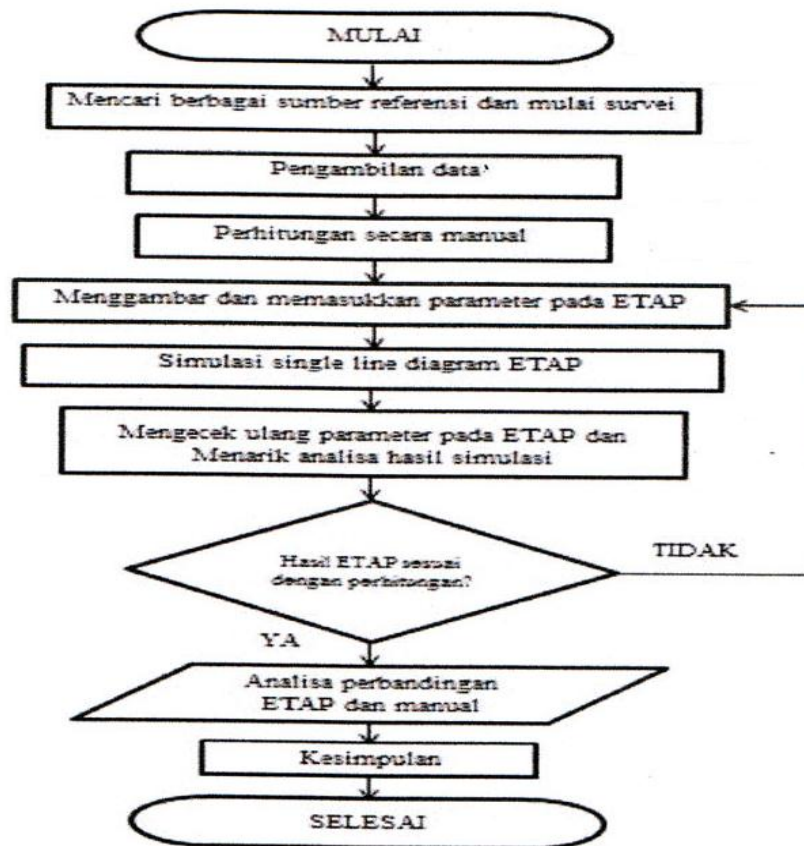 MULAI
Mencari berbagai sumber referensi dan mulai survei
Pengambilan data'
Perhitungan secara manual
Menggambar dan memasukkan parameter pada ETAP
Simulasi single line diagram ETAP
Mengecek ulang parameter pada ETAP dan
Menarik analisa hasil simulasi
Hasil ETAP sesuai
dengan perhitungan?
TIDAK
YA
Analisa perbandingan
ETAP dan manual
Kesimpulan
SELESAI